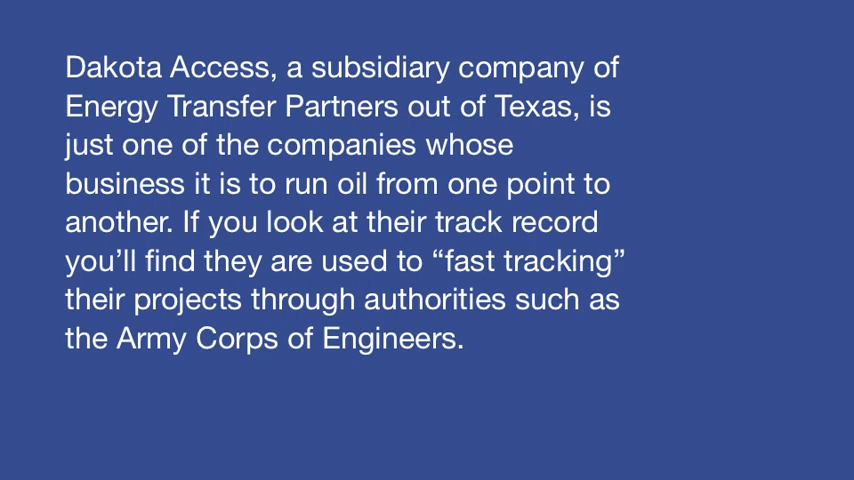 Dakota Access, a subsidiary company of
Energy Transfer Partners out of Texas, is
just one of the companies whose
business it is to run oil from one point to
another. If you look at their track record
you’ll find they are used to “fast tracking”
their projects through authorities such as
the Army Corps of Engineers.